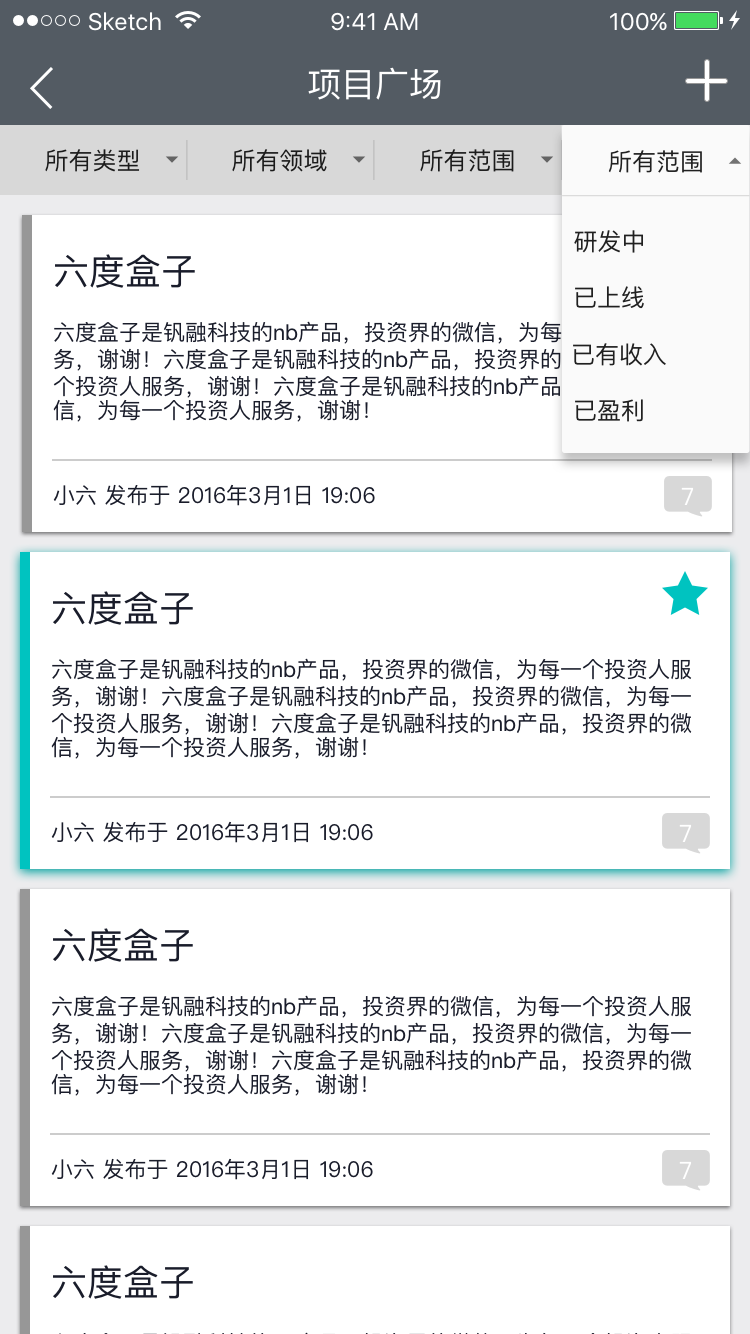 Sketch 9:41 AM 100%
项目广场
所有类型 所有领域 所有范围 所有范围
研发中
已上线
已有收入
已盈利
六度盒子
六度盒子是钒融科技的nb产品，投资界的微信，为每
务，谢谢！六度盒子是钒融科技的nb产品，投资界的
个投资人服务，谢谢！六度盒子是钒融科技的nb产品
信，为每一个投资人服务，谢谢！
小六 发布于 2016年3月1日 19:06 7
六度盒子
六度盒子是钒融科技的nb产品，投资界的微信，为每一个投资人服
务，谢谢！六度盒子是钒融科技的nb产品，投资界的微信，为每一
个投资人服务，谢谢！六度盒子是钒融科技的nb产品，投资界的微
信，为每一个投资人服务，谢谢！
小六 发布于 2016年3月1日 19:06 7
六度盒子
六度盒子是钒融科技的nb产品，投资界的微信，为每一个投资人服
务，谢谢！六度盒子是钒融科技的nb产品，投资界的微信，为每一
个投资人服务，谢谢！六度盒子是钒融科技的nb产品，投资界的微
信，为每一个投资人服务，谢谢！
小六 发布于 2016年3月1日 19:06 7
六度盒子